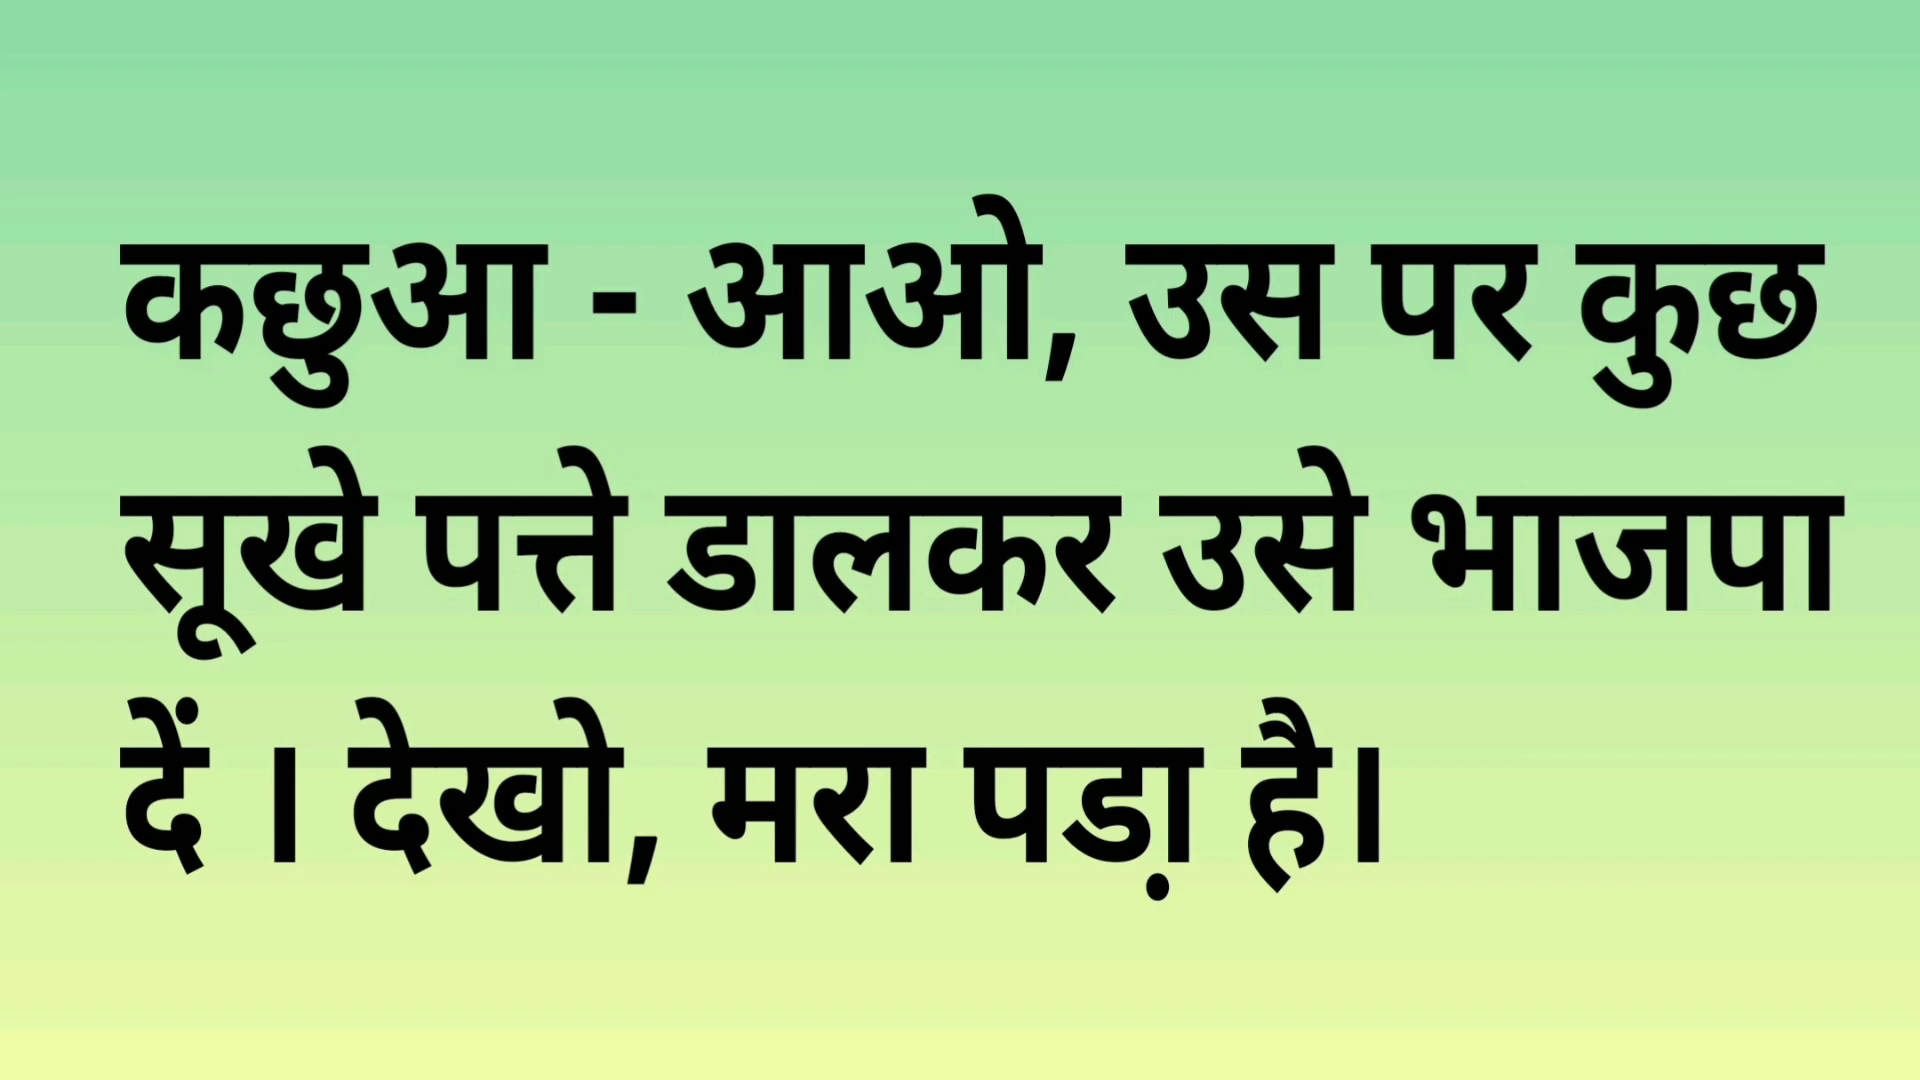 कछुआ - आओ, उस पर कुछ
सूखे पत्ते डालकर उसे भाजपा
दें । देखो, मरा पड़ा है।